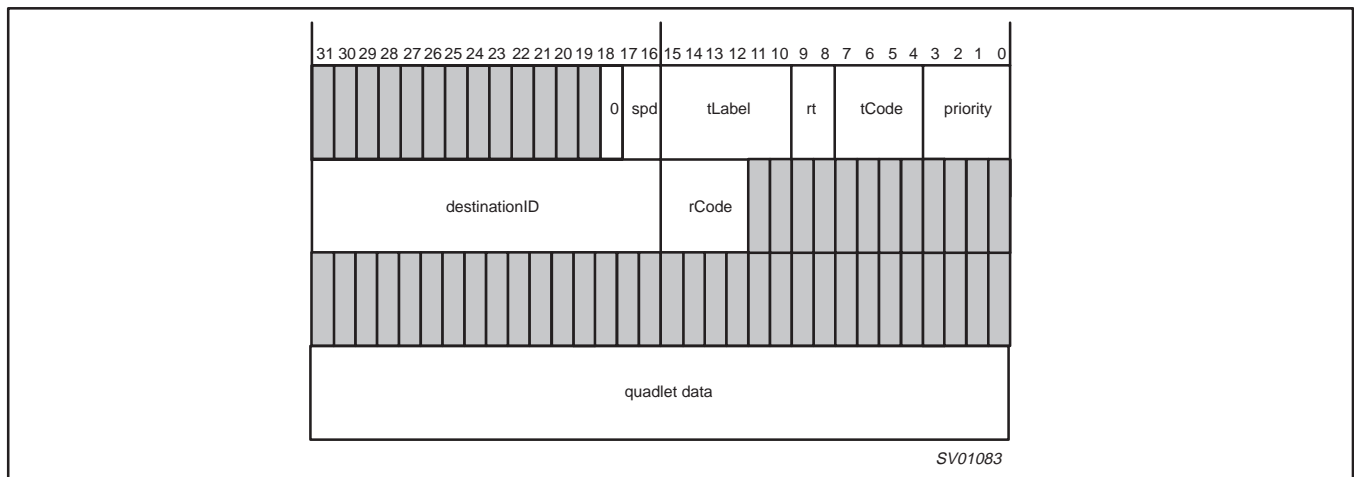 31 30 29 28 27 26 25 24 23 22 21 20 19 18 17 16 15 14 13 12 11 10 9 8 7 6 5 4 3 2 1 0
0 spd tLabel rt tCode priority
destinationID rCode
quadlet data
SV01083